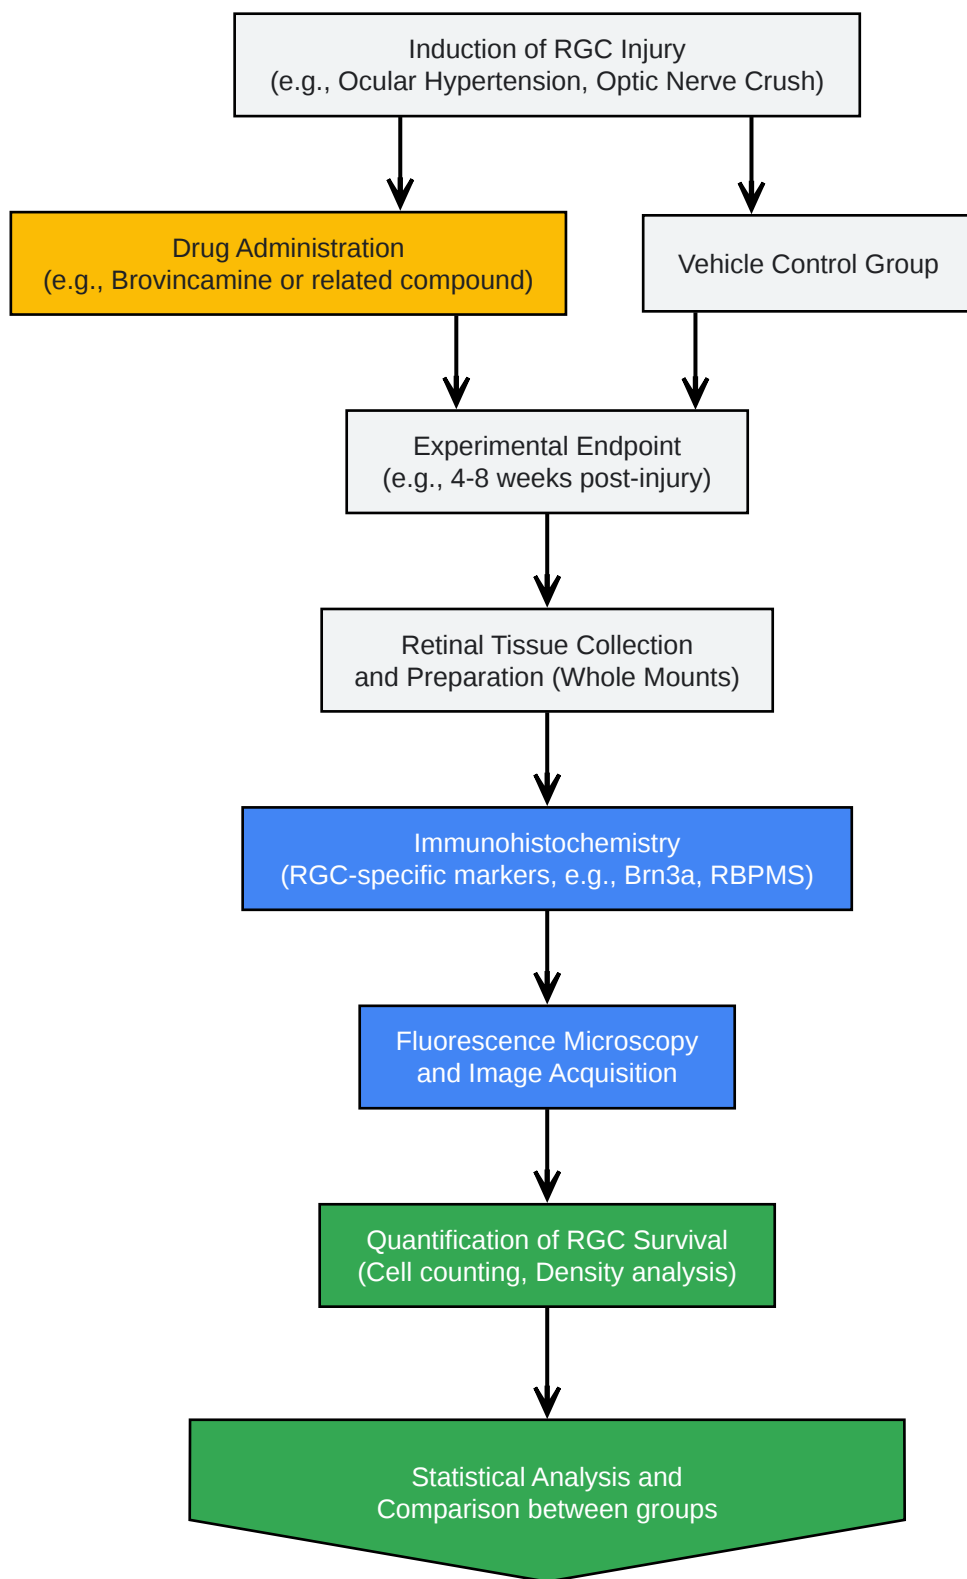 Induction of RGC Injury
(e.g., Ocular Hypertension, Optic Nerve Crush)
Drug Administration
(e.g., Brovincamine or related compound)
Vehicle Control Group
Experimental Endpoint
(e.g., 4-8 weeks post-injury)
Retinal Tissue Collection
and Preparation (Whole Mounts)
Immunohistochemistry
(RGC-specific markers, e.g., Brn3a, RBPMS)
Fluorescence Microscopy
and Image Acquisition
Quantification of RGC Survival
(Cell counting, Density analysis)
Statistical Analysis and
Comparison between groups